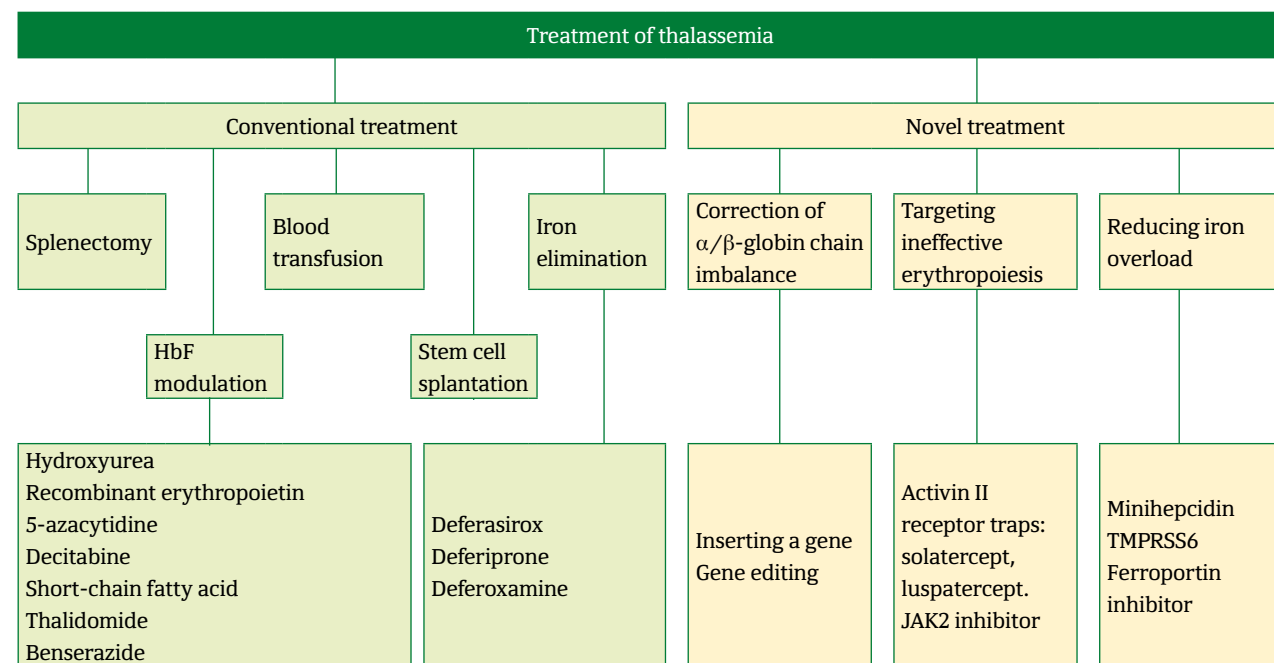 Treatment of thalassemia
Conventional treatment
Novel treatment
Splenectomy
Blood
transfusion
Iron
elimination
Correction of
α/β-globin chain
imbalance
Targeting
ineffective
erythropoiesis
Reducing iron
overload
HbF
modulation
Stem cell
splantation
Hydroxyurea
Recombinant erythropoietin
5-azacytidine
Decitabine
Short-chain fatty acid
Thalidomide
Benserazide
Deferasirox
Deferiprone
Deferoxamine
Inserting a gene
Gene editing
Activin II
receptor traps:
solatercept,
luspatercept.
JAK2 inhibitor
Minihepcidin
TMPRSS6
Ferroportin
inhibitor